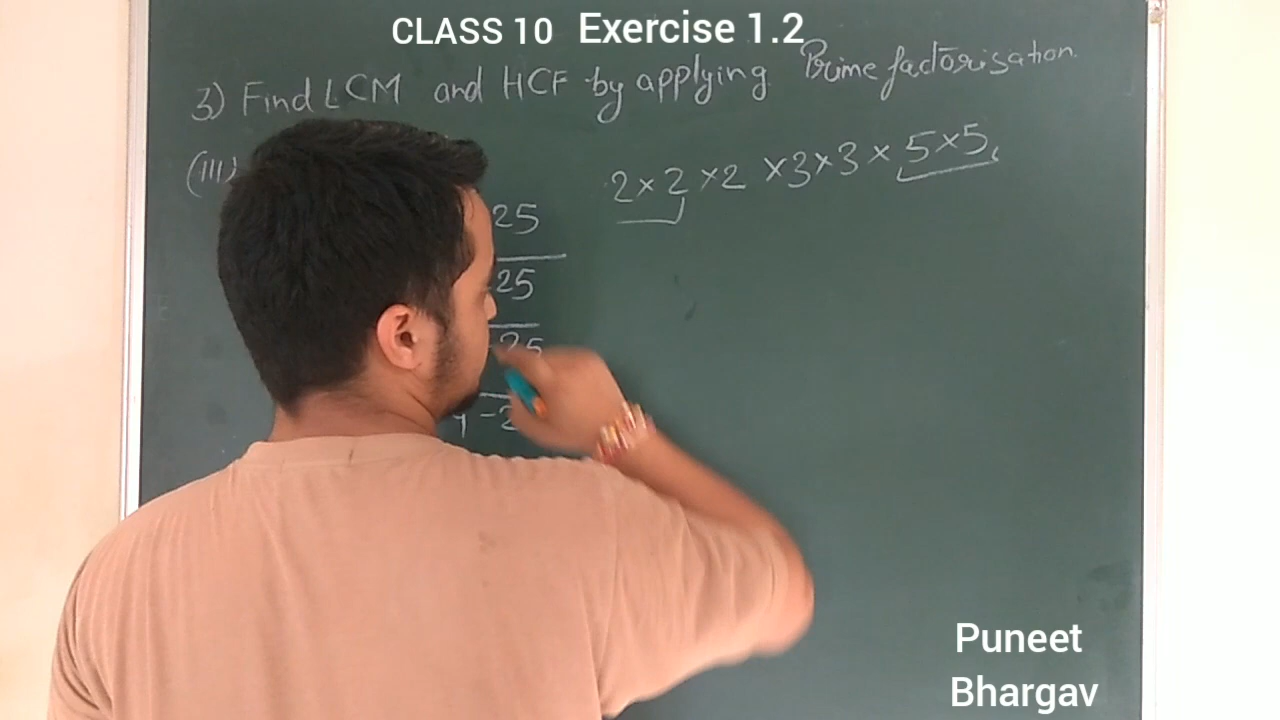 CLASS 10 Exercise 1.2
3) Find LCM and HCF by applying Prime factorisation
(III)
2 × 2 × 2 × 3 × 3 × 5 × 5
25
25
25
Puneet
Bhargav